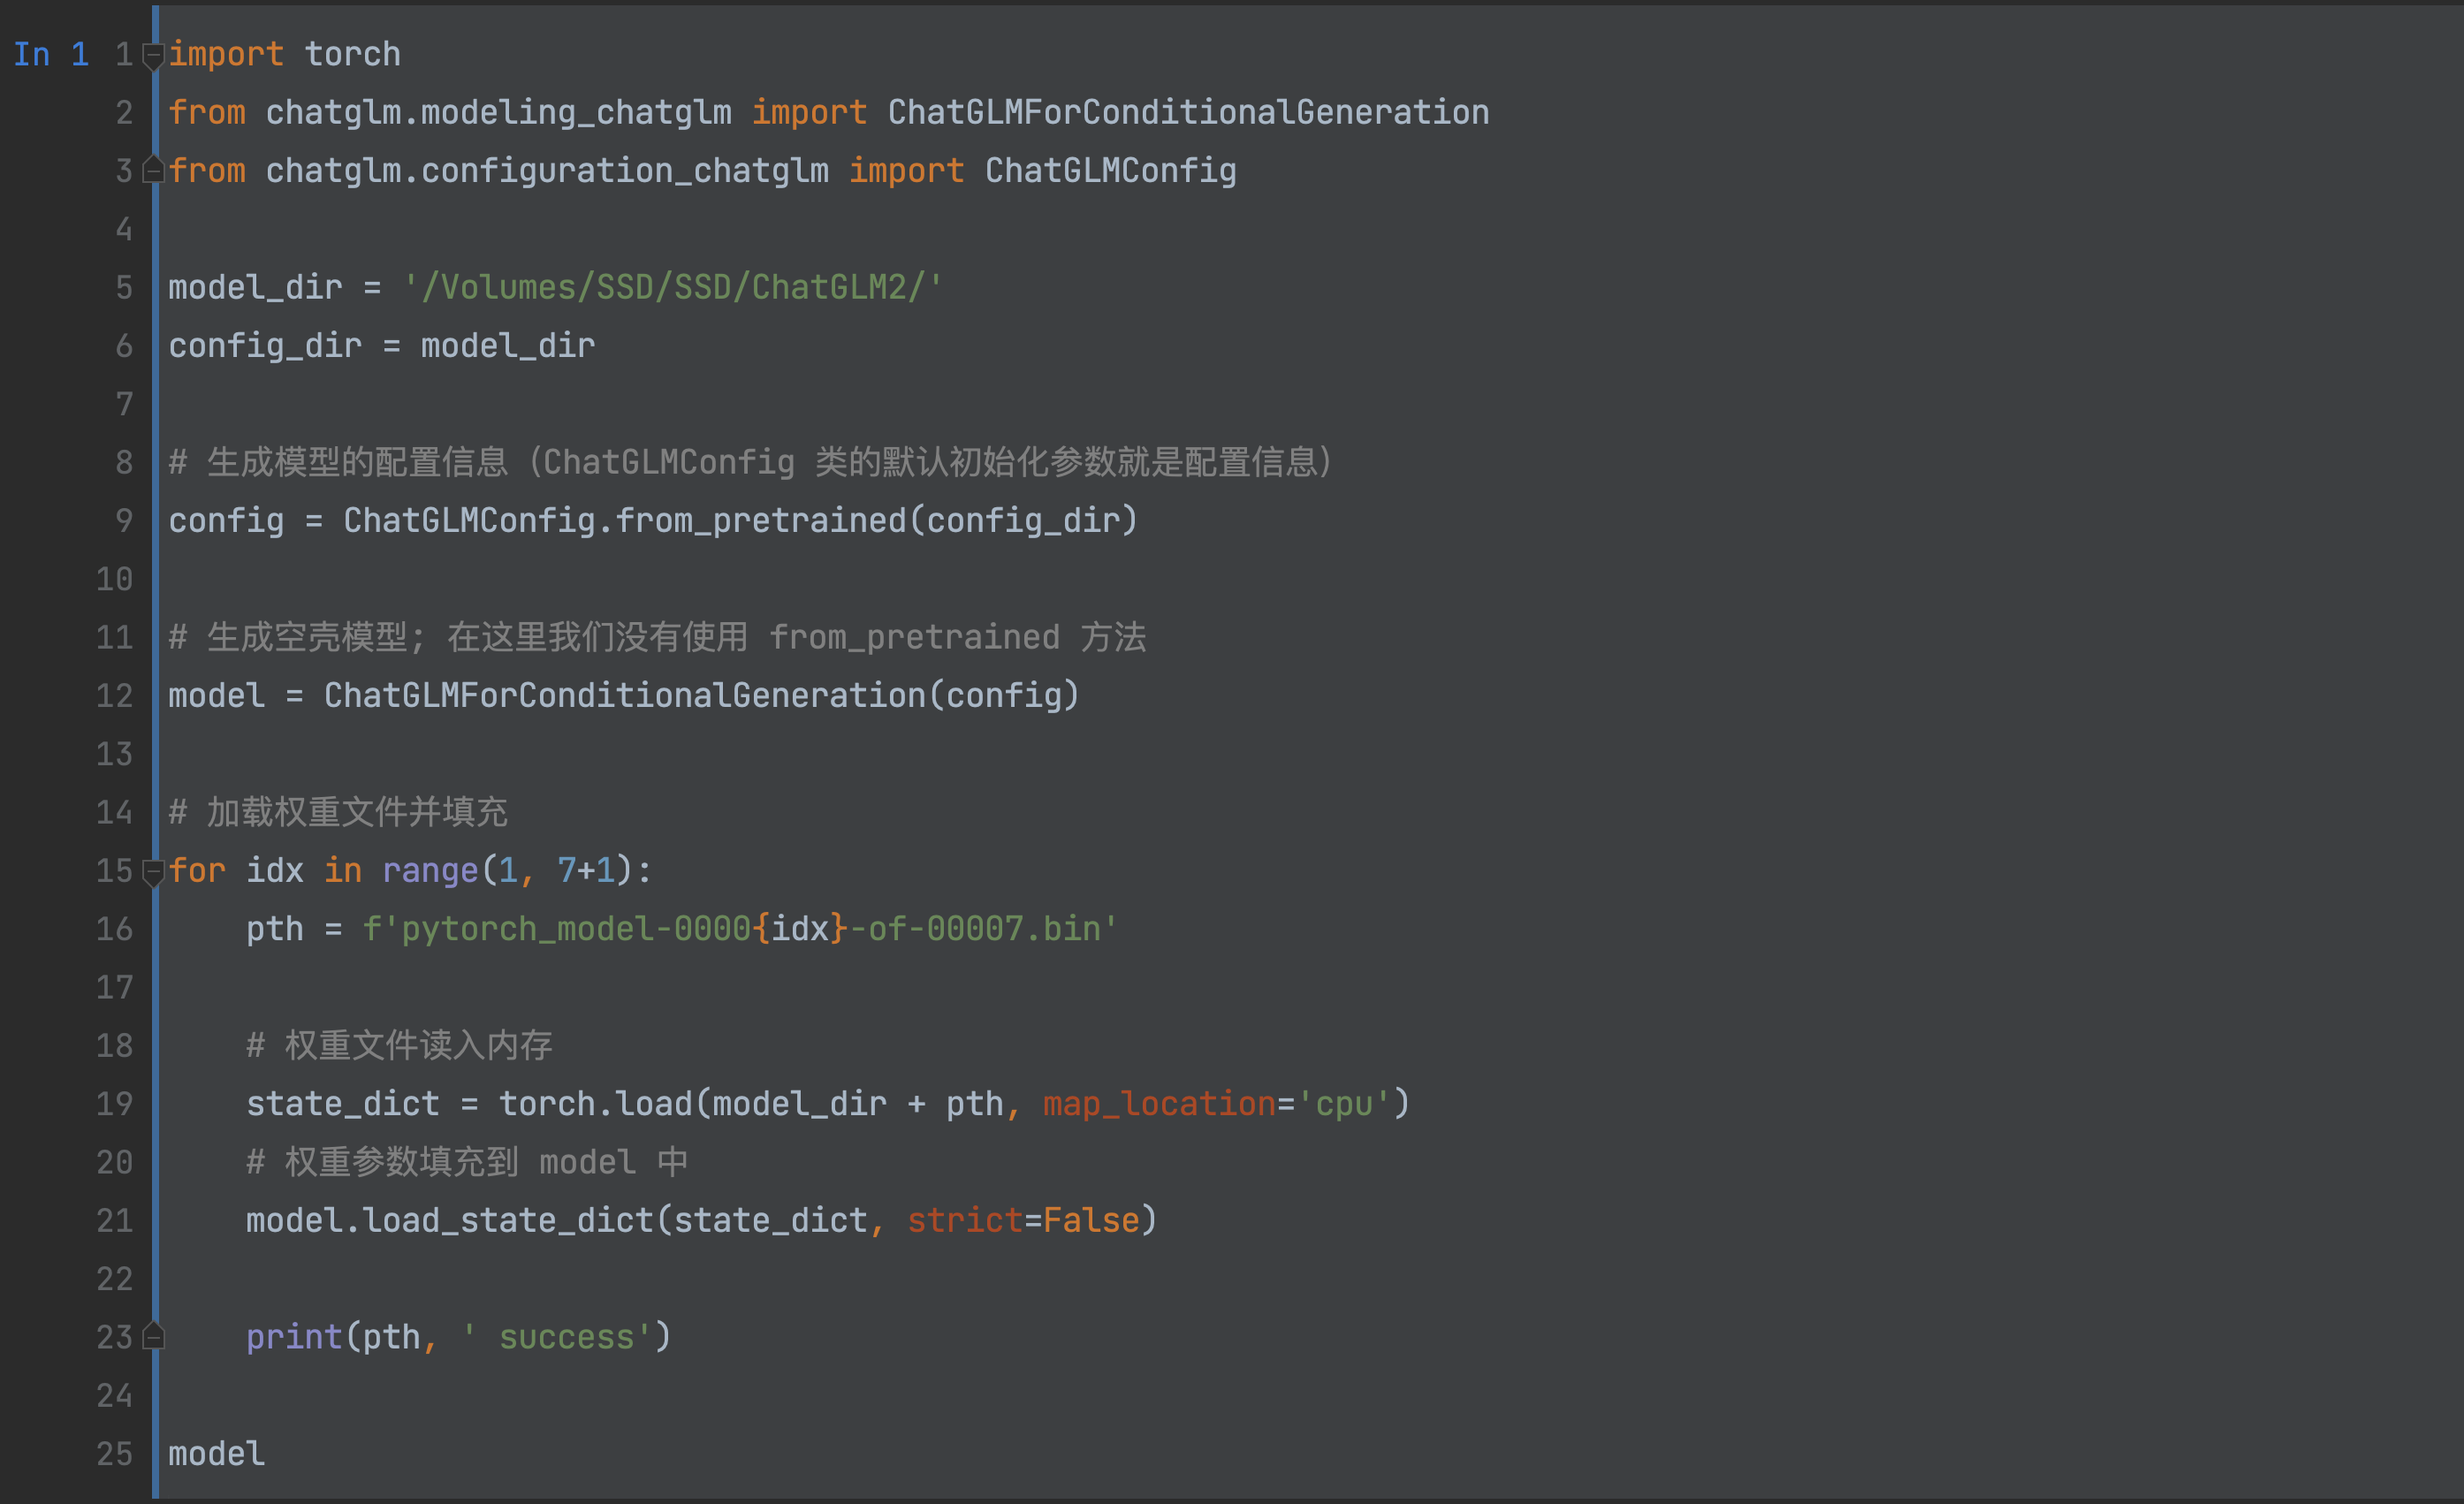 In 1 1 import torch
2 from chatglm.modeling_chatglm import ChatGLMForConditionalGeneration
3 from chatglm.configuration_chatglm import ChatGLMConfig
4
5 model_dir = '/Volumes/SSD/SSD/ChatGLM2/'
6 config_dir = model_dir
7
8 # 生成模型的配置信息（ChatGLMConfig 类的默认初始化参数就是配置信息）
9 config = ChatGLMConfig.from_pretrained(config_dir)
10
11 # 生成空壳模型；在这里我们没有使用 from_pretrained 方法
12 model = ChatGLMForConditionalGeneration(config)
13
14 # 加载权重文件并填充
15 for idx in range(1, 7+1):
16     pth = f'pytorch_model-0000{idx}-of-00007.bin'
17
18     # 权重文件读入内存
19     state_dict = torch.load(model_dir + pth, map_location='cpu')
20     # 权重参数填充到 model 中
21     model.load_state_dict(state_dict, strict=False)
22
23     print(pth, ' success')
24
25 model